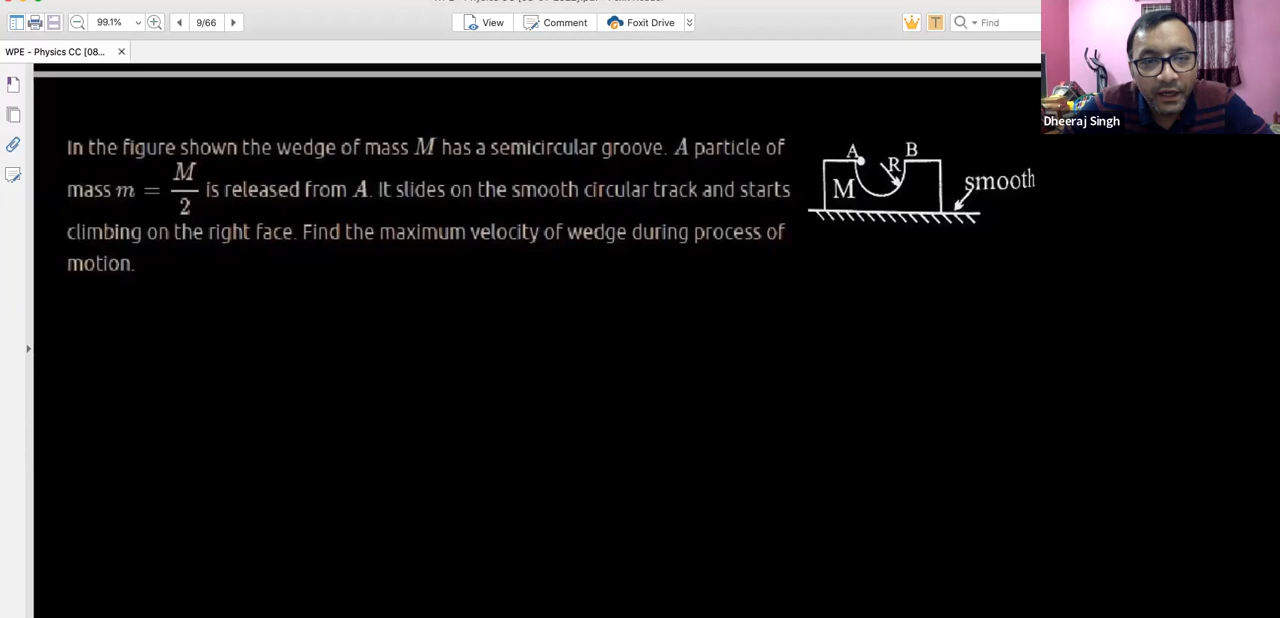 99.1%
9/66
View
Comment
Foxit Drive
T
Find
WPE - Physics CC [08...
Dheeraj Singh
In the figure shown the wedge of mass M has a semicircular groove. A particle of
mass m = M/2 is released from A. It slides on the smooth circular track and starts
climbing on the right face. Find the maximum velocity of wedge during process of
motion.
A
B
R
M
smooth